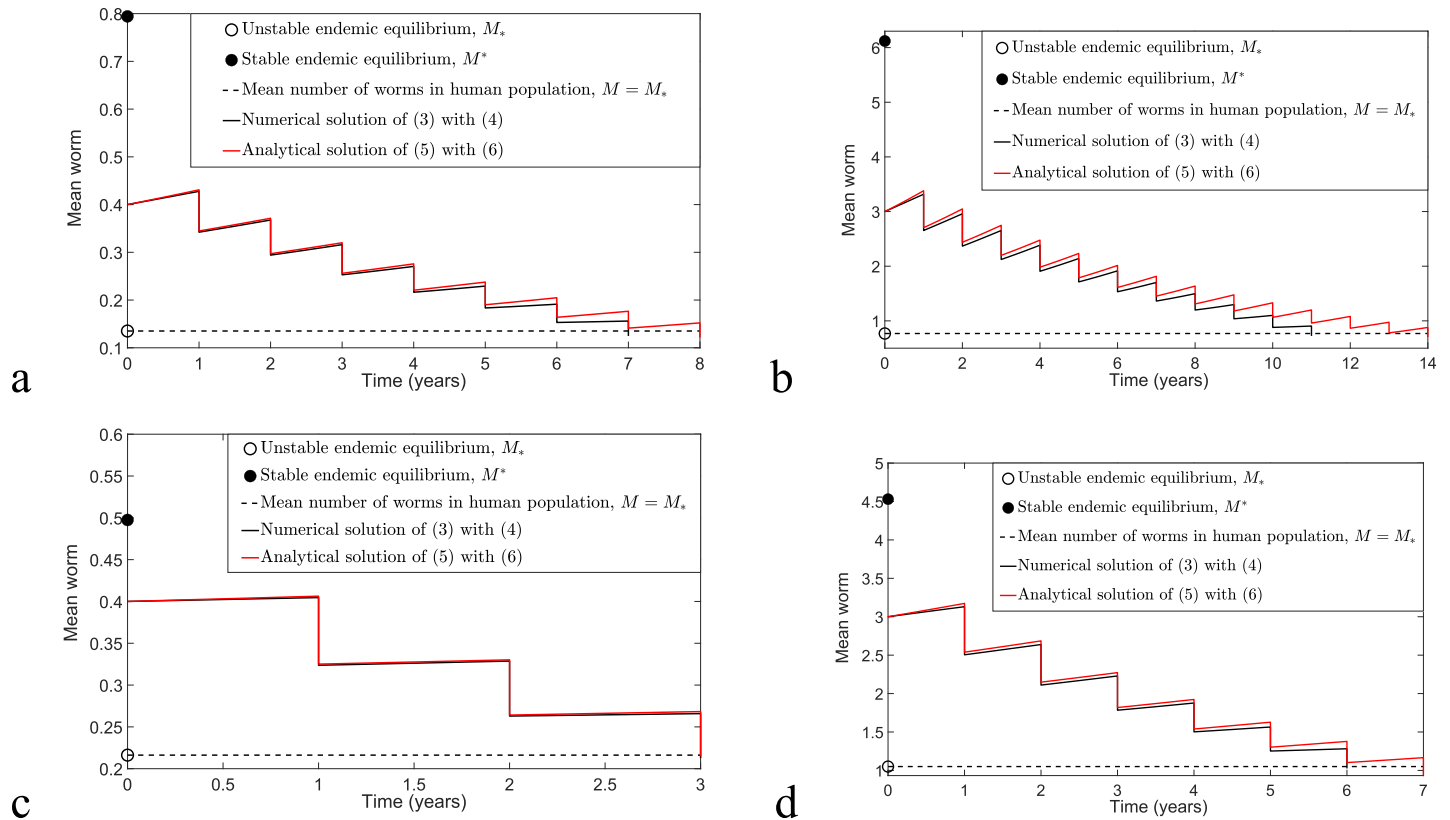 Unstable endemic equilibrium, M_*
Stable endemic equilibrium, M^*
Mean number of worms in human population, M = M_*
Numerical solution of (3) with (4)
Analytical solution of (5) with (6)
Mean worm
0.8
0.7
0.6
0.5
0.4
0.3
0.2
0.1
0 1 2 3 4 5 6 7 8
Time (years)
a
Unstable endemic equilibrium, M_*
Stable endemic equilibrium, M^*
Mean number of worms in human population, M = M_*
Numerical solution of (3) with (4)
Analytical solution of (5) with (6)
Mean worm
6
5
4
3
2
1
0 2 4 6 8 10 12 14
Time (years)
b
Unstable endemic equilibrium, M_*
Stable endemic equilibrium, M^*
Mean number of worms in human population, M = M_*
Numerical solution of (3) with (4)
Analytical solution of (5) with (6)
Mean worm
0.6
0.55
0.5
0.45
0.4
0.35
0.3
0.25
0.2
0 0.5 1 1.5 2 2.5 3
Time (years)
c
Unstable endemic equilibrium, M_*
Stable endemic equilibrium, M^*
Mean number of worms in human population, M = M_*
Numerical solution of (3) with (4)
Analytical solution of (5) with (6)
Mean worm
5
4.5
4
3.5
3
2.5
2
1.5
1
0 1 2 3 4 5 6 7
Time (years)
d